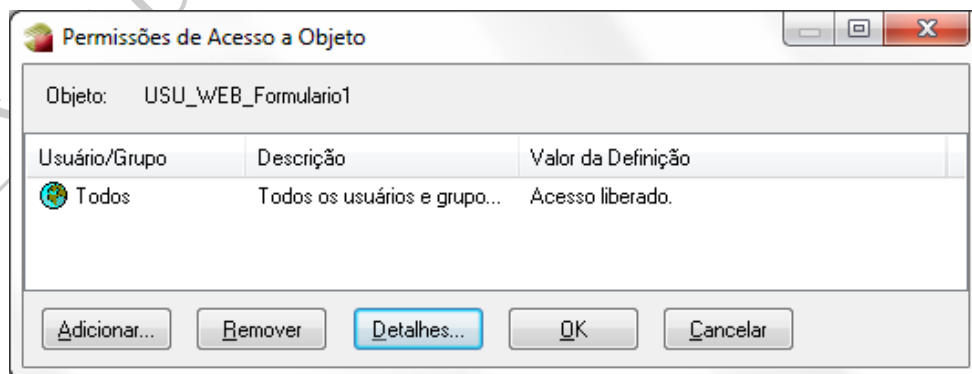 Permissões de Acesso a Objeto
Objeto: USU_WEB_Formulario1
Usuário/Grupo Descrição Valor da Definição
Todos Todos os usuários e grupo... Acesso liberado.
Adicionar... Remover Detalhes... OK Cancelar